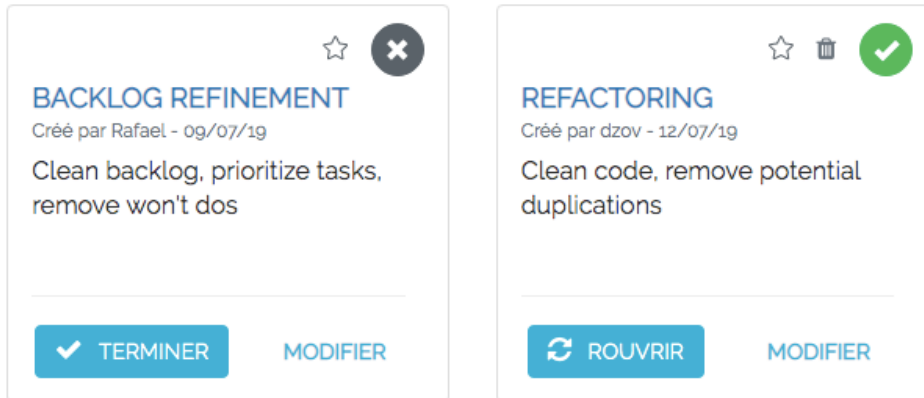 BACKLOG REFINEMENT
Créé par Rafael - 09/07/19
Clean backlog, prioritize tasks,
remove won't dos
TERMINER
MODIFIER
REFACTORING
Créé par dzov - 12/07/19
Clean code, remove potential
duplications
ROUVRIR
MODIFIER